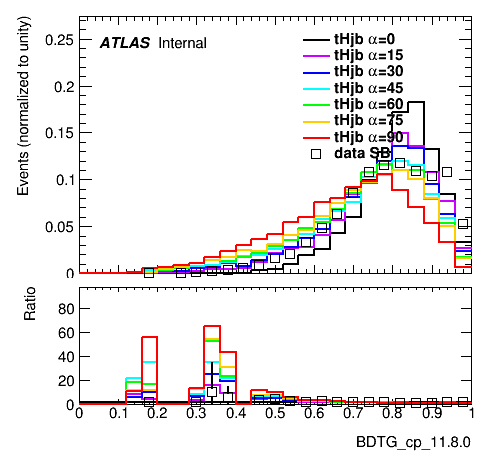 ATLAS Internal
tHjb α=0
tHjb α=15
tHjb α=30
tHjb α=45
tHjb α=60
tHjb α=75
tHjb α=90
data SB
Events (normalized to unity)
0.25
0.2
0.15
0.1
0.05
0
Ratio
80
60
40
20
0
0 0.1 0.2 0.3 0.4 0.5 0.6 0.7 0.8 0.9 1
BDTG_cp_11.8.0